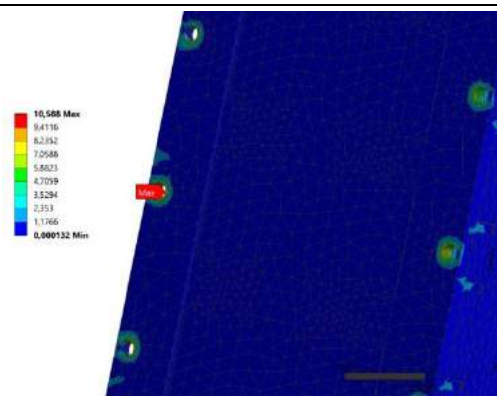 10,588 Max
9,4116
8,2352
7,0588
5,8823
4,7059
3,5294
2,353
1,1766
0,000132 Min
Max